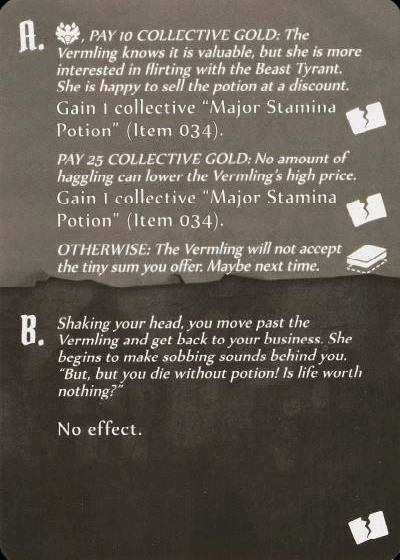 A. , PAY 10 COLLECTIVE GOLD: The
Vermling knows it is valuable, but she is more
interested in flirting with the Beast Tyrant.
She is happy to sell the potion at a discount.
Gain 1 collective “Major Stamina
Potion” (Item 034).
PAY 25 COLLECTIVE GOLD: No amount of
haggling can lower the Vermling’s high price.
Gain 1 collective “Major Stamina
Potion” (Item 034).
OTHERWISE: The Vermling will not accept
the tiny sum you offer. Maybe next time.
B. Shaking your head, you move past the
Vermling and get back to your business. She
begins to make sobbing sounds behind you.
“But, but you die without potion! Is life worth
nothing?”
No effect.